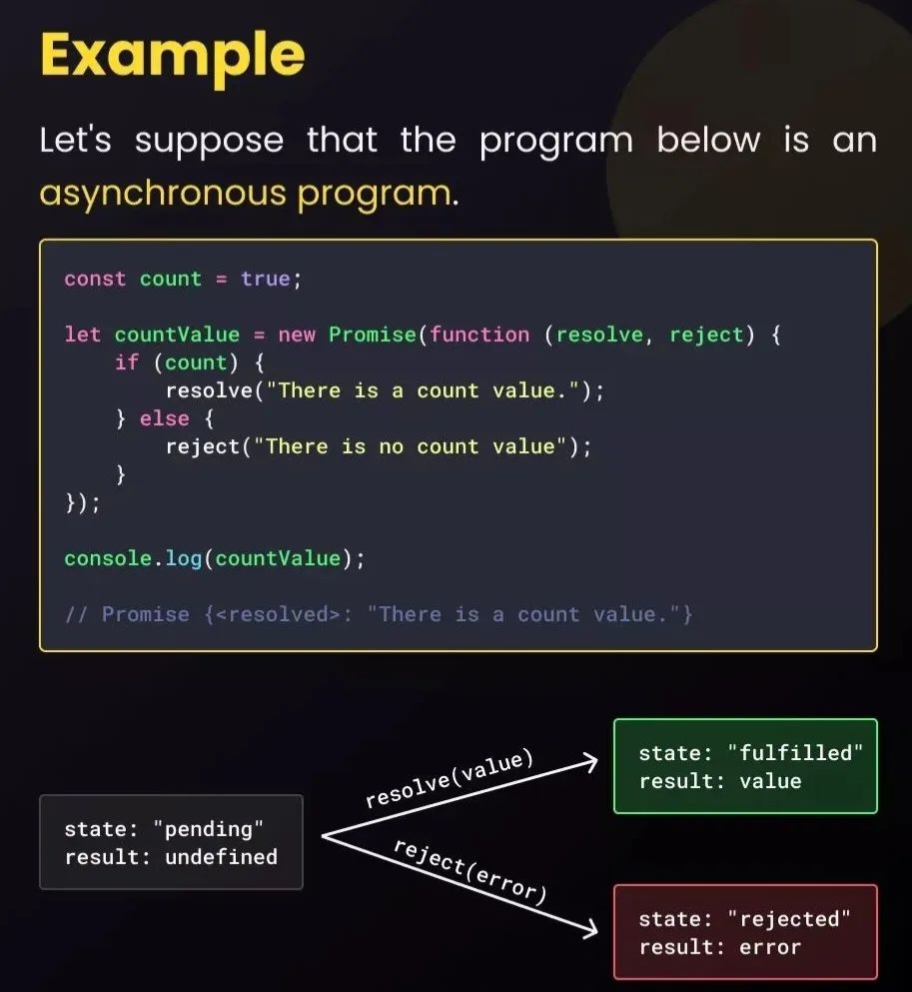 Example
Let's suppose that the program below is an
asynchronous program.
const count = true;
let countValue = new Promise(function (resolve, reject) {
    if (count) {
        resolve("There is a count value.");
    } else {
        reject("There is no count value");
    }
});
console.log(countValue);
// Promise {<resolved>: "There is a count value."}
state: "pending"
result: undefined
resolve(value)
reject(error)
state: "fulfilled"
result: value
state: "rejected"
result: error